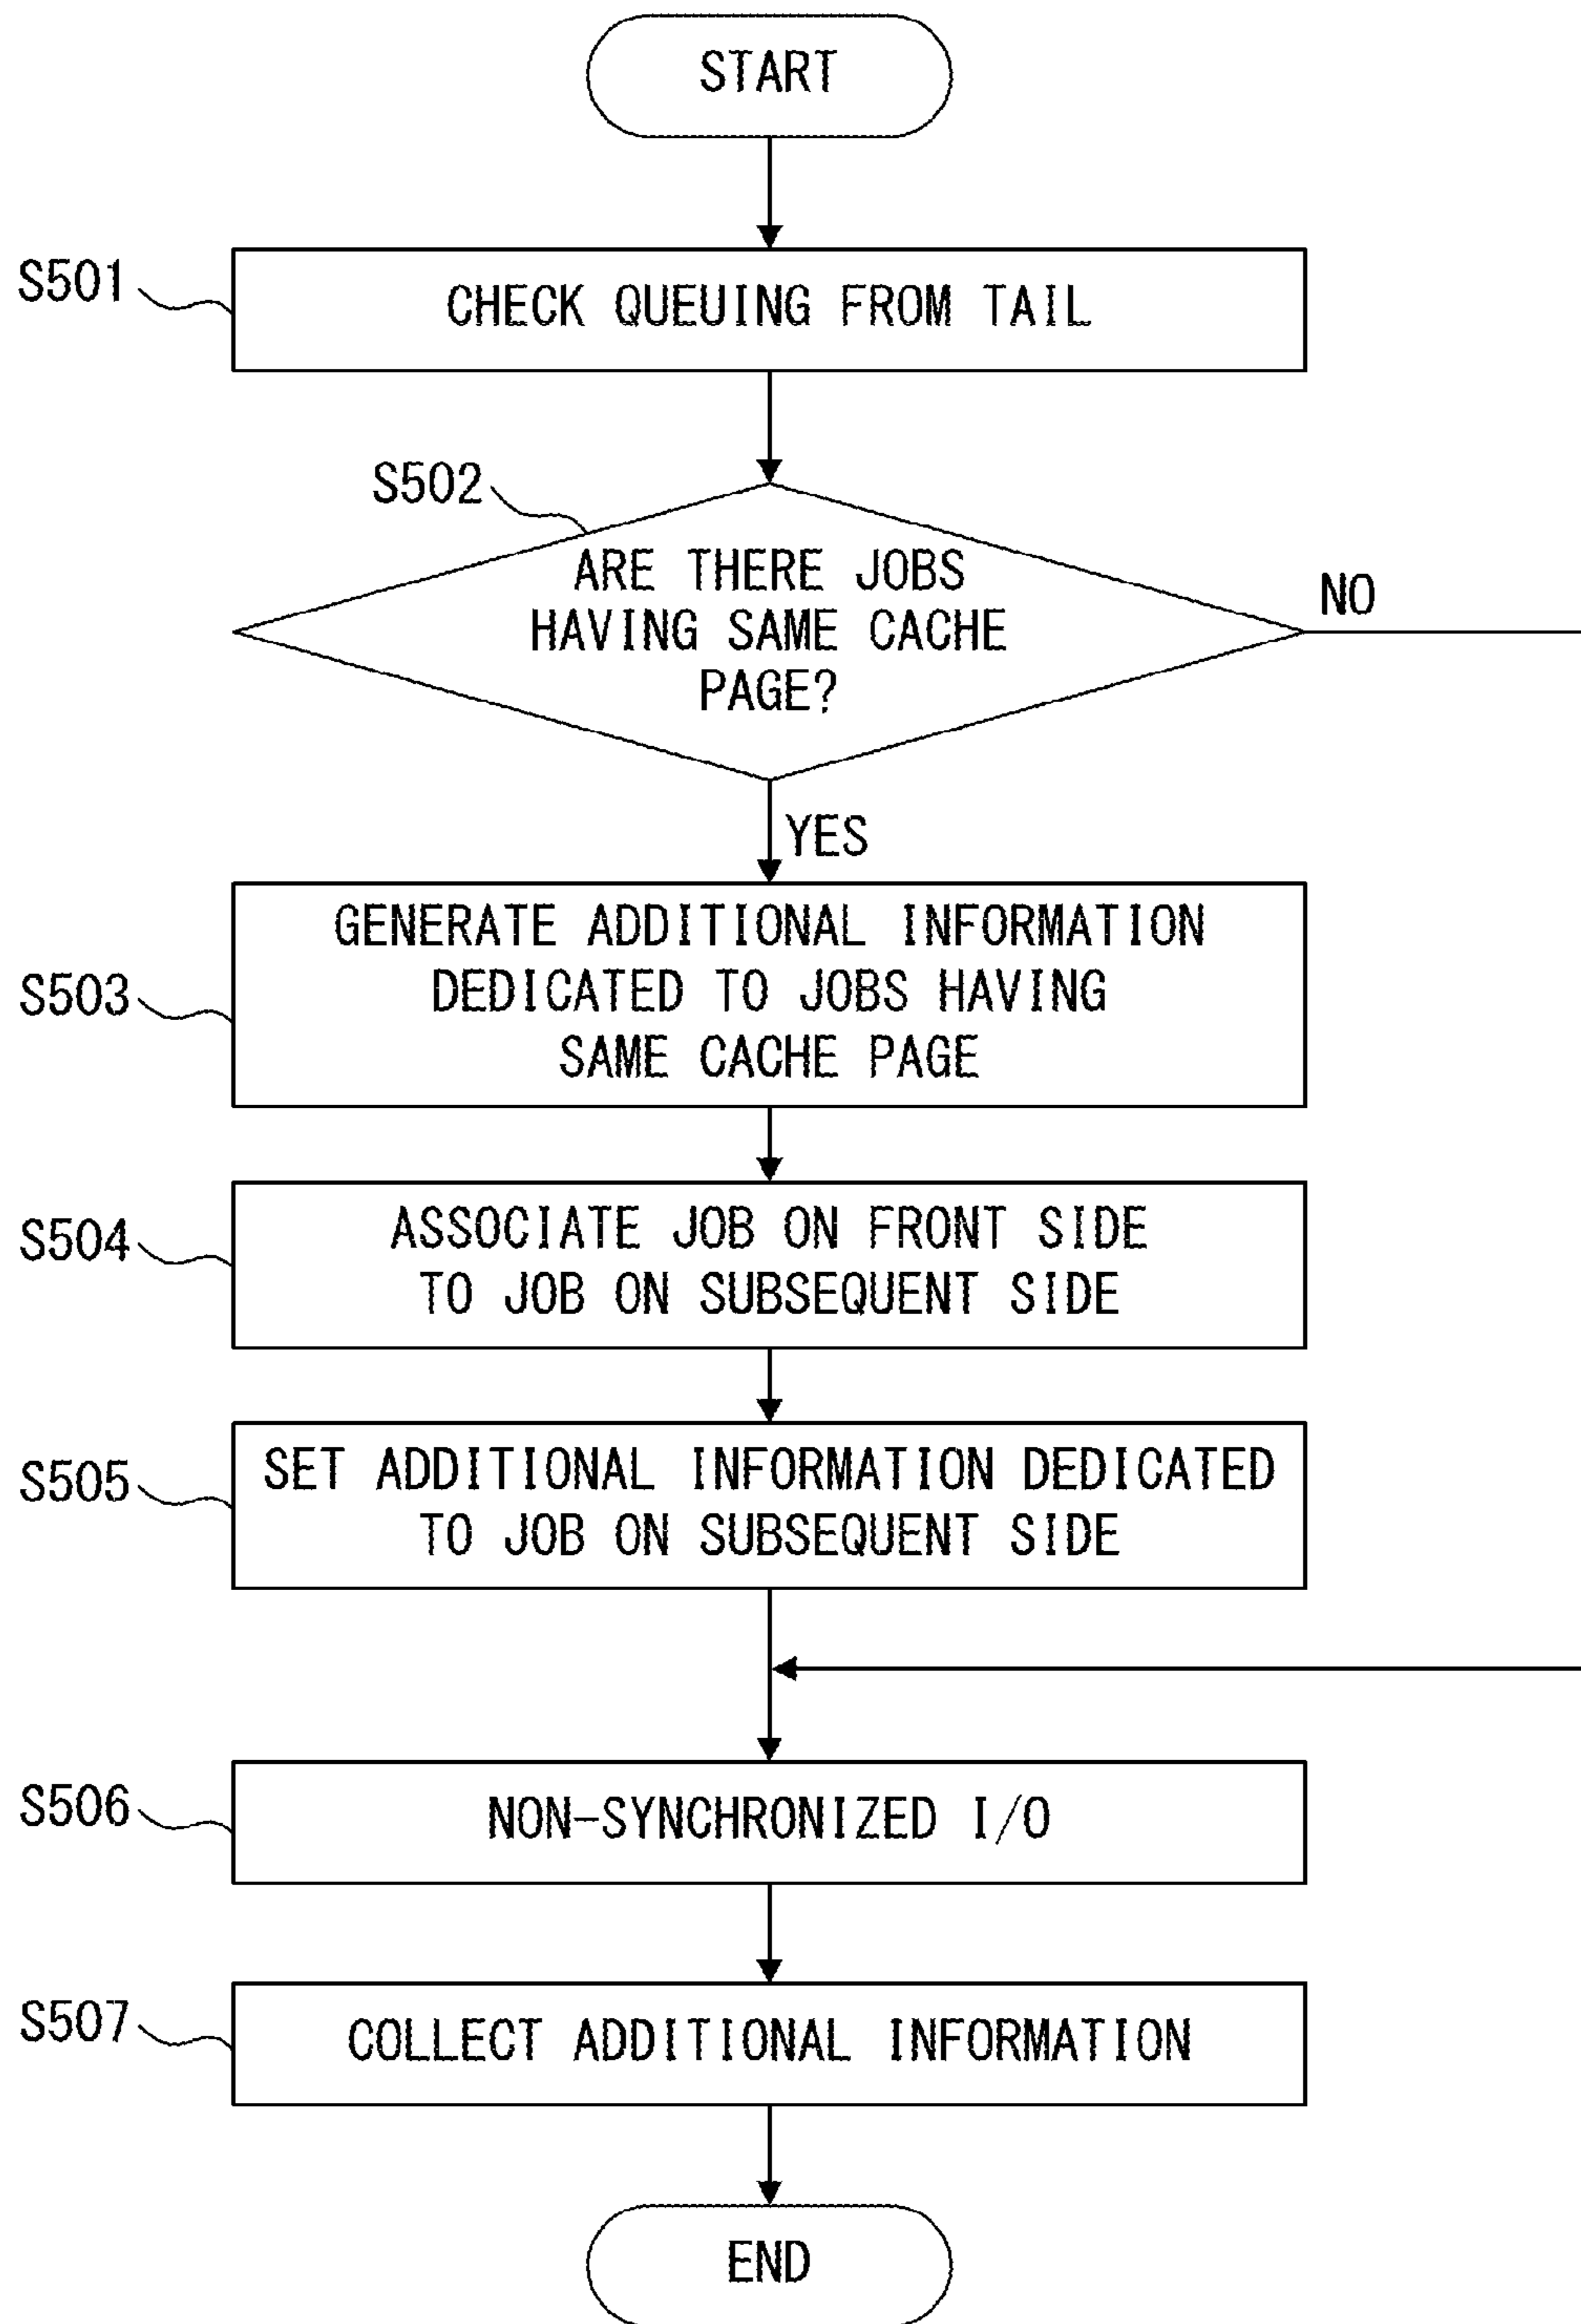 START
S501
CHECK QUEUING FROM TAIL
S502
ARE THERE JOBS
HAVING SAME CACHE
PAGE?
NO
YES
S503
GENERATE ADDITIONAL INFORMATION
DEDICATED TO JOBS HAVING
SAME CACHE PAGE
S504
ASSOCIATE JOB ON FRONT SIDE
TO JOB ON SUBSEQUENT SIDE
S505
SET ADDITIONAL INFORMATION DEDICATED
TO JOB ON SUBSEQUENT SIDE
S506
NON-SYNCHRONIZED I/O
S507
COLLECT ADDITIONAL INFORMATION
END